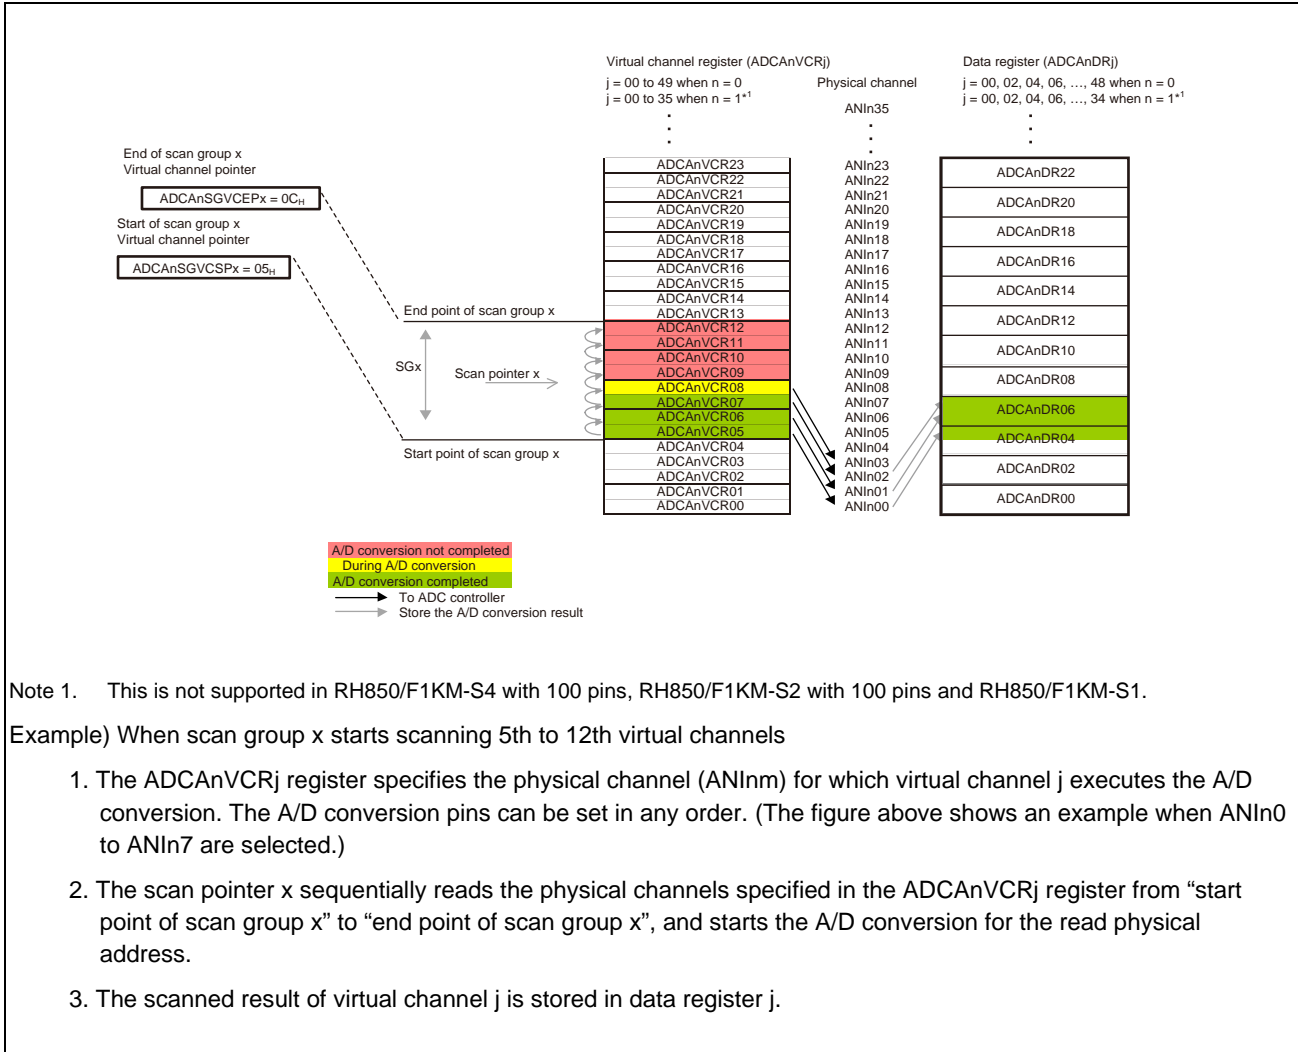 Virtual channel register (ADCAnVCRj)
j = 00 to 49 when n = 0
j = 00 to 35 when n = 1*1
Physical channel
ANIn35
Data register (ADCAnDRj)
j = 00, 02, 04, 06, …, 48 when n = 0
j = 00, 02, 04, 06, …, 34 when n = 1*1
End of scan group x
Virtual channel pointer
ADCAnSGVCEPx = 0CH
Start of scan group x
Virtual channel pointer
ADCAnSGVCSPx = 05H
End point of scan group x
SGx
Scan pointer x
Start point of scan group x
ADCAnVCR23
ADCAnVCR22
ADCAnVCR21
ADCAnVCR20
ADCAnVCR19
ADCAnVCR18
ADCAnVCR17
ADCAnVCR16
ADCAnVCR15
ADCAnVCR14
ADCAnVCR13
ADCAnVCR12
ADCAnVCR11
ADCAnVCR10
ADCAnVCR09
ADCAnVCR08
ADCAnVCR07
ADCAnVCR06
ADCAnVCR05
ADCAnVCR04
ADCAnVCR03
ADCAnVCR02
ADCAnVCR01
ADCAnVCR00
ANIn23
ANIn22
ANIn21
ANIn20
ANIn19
ANIn18
ANIn17
ANIn16
ANIn15
ANIn14
ANIn13
ANIn12
ANIn11
ANIn10
ANIn09
ANIn08
ANIn07
ANIn06
ANIn05
ANIn04
ANIn03
ANIn02
ANIn01
ANIn00
ADCAnDR22
ADCAnDR20
ADCAnDR18
ADCAnDR16
ADCAnDR14
ADCAnDR12
ADCAnDR10
ADCAnDR08
ADCAnDR06
ADCAnDR04
ADCAnDR02
ADCAnDR00
A/D conversion not completed
During A/D conversion
A/D conversion completed
To ADC controller
Store the A/D conversion result
Note 1. This is not supported in RH850/F1KM-S4 with 100 pins, RH850/F1KM-S2 with 100 pins and RH850/F1KM-S1.
Example) When scan group x starts scanning 5th to 12th virtual channels
1. The ADCAnVCRj register specifies the physical channel (ANInm) for which virtual channel j executes the A/D
conversion. The A/D conversion pins can be set in any order. (The figure above shows an example when ANIn0
to ANIn7 are selected.)
2. The scan pointer x sequentially reads the physical channels specified in the ADCAnVCRj register from “start
point of scan group x” to “end point of scan group x”, and starts the A/D conversion for the read physical
address.
3. The scanned result of virtual channel j is stored in data register j.